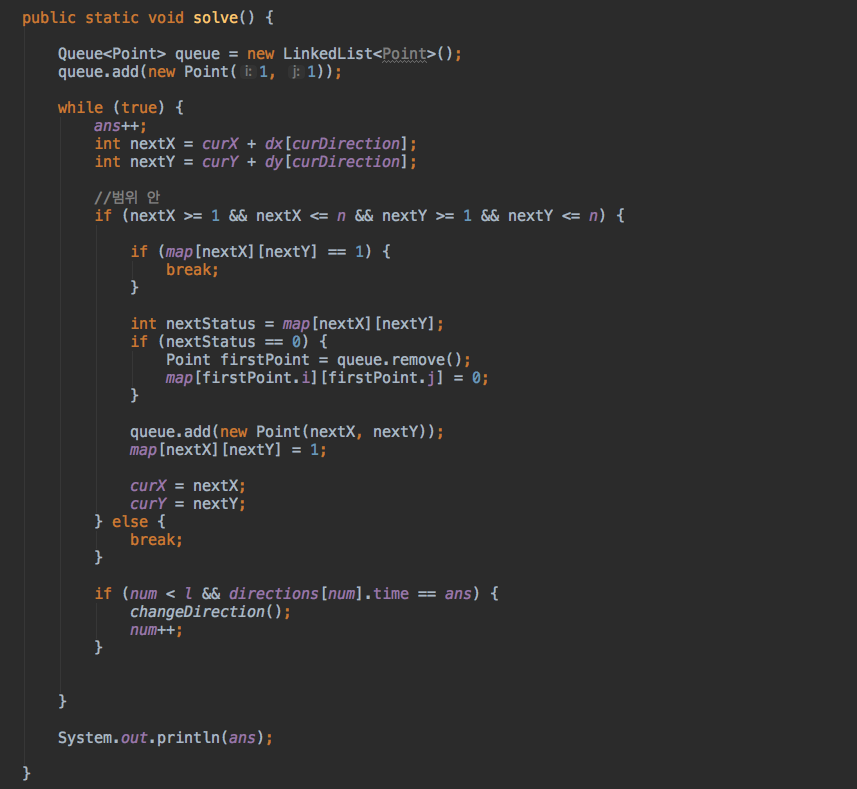 public static void solve() {
Queue<Point> queue = new LinkedList<Point>();
queue.add(new Point( i: 1, j: 1));
while (true) {
ans++;
int nextX = curX + dx[curDirection];
int nextY = curY + dy[curDirection];
//범위 안
if (nextX >= 1 && nextX <= n && nextY >= 1 && nextY <= n) {
if (map[nextX][nextY] == 1) {
break;
}
int nextStatus = map[nextX][nextY];
if (nextStatus == 0) {
Point firstPoint = queue.remove();
map[firstPoint.i][firstPoint.j] = 0;
}
queue.add(new Point(nextX, nextY));
map[nextX][nextY] = 1;
curX = nextX;
curY = nextY;
} else {
break;
}
if (num < l && directions[num].time == ans) {
changeDirection();
num++;
}
}
System.out.println(ans);
}